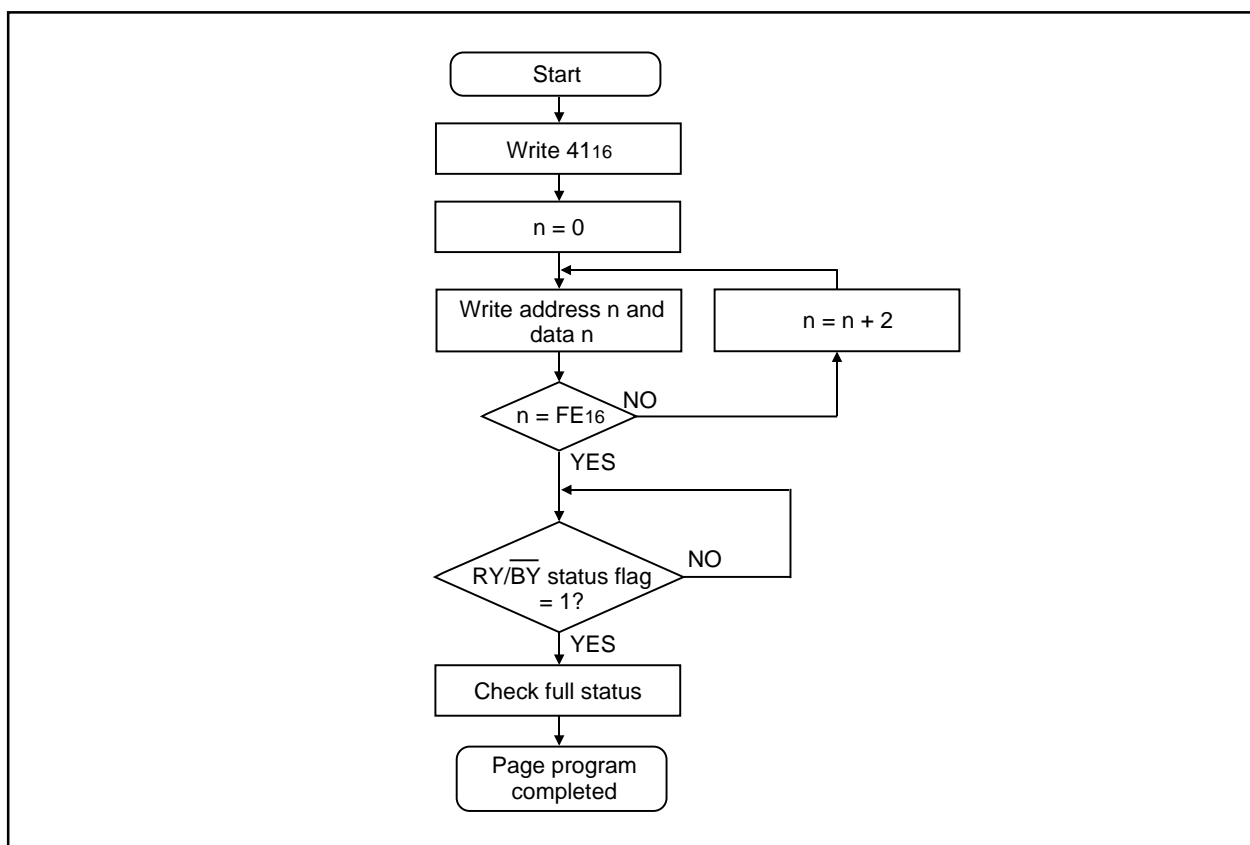 Start
Write 4116
n = 0
Write address n and
data n
n = n + 2
n = FE16
NO
YES
RY/B̅Y̅ status flag
= 1?
NO
YES
Check full status
Page program
completed